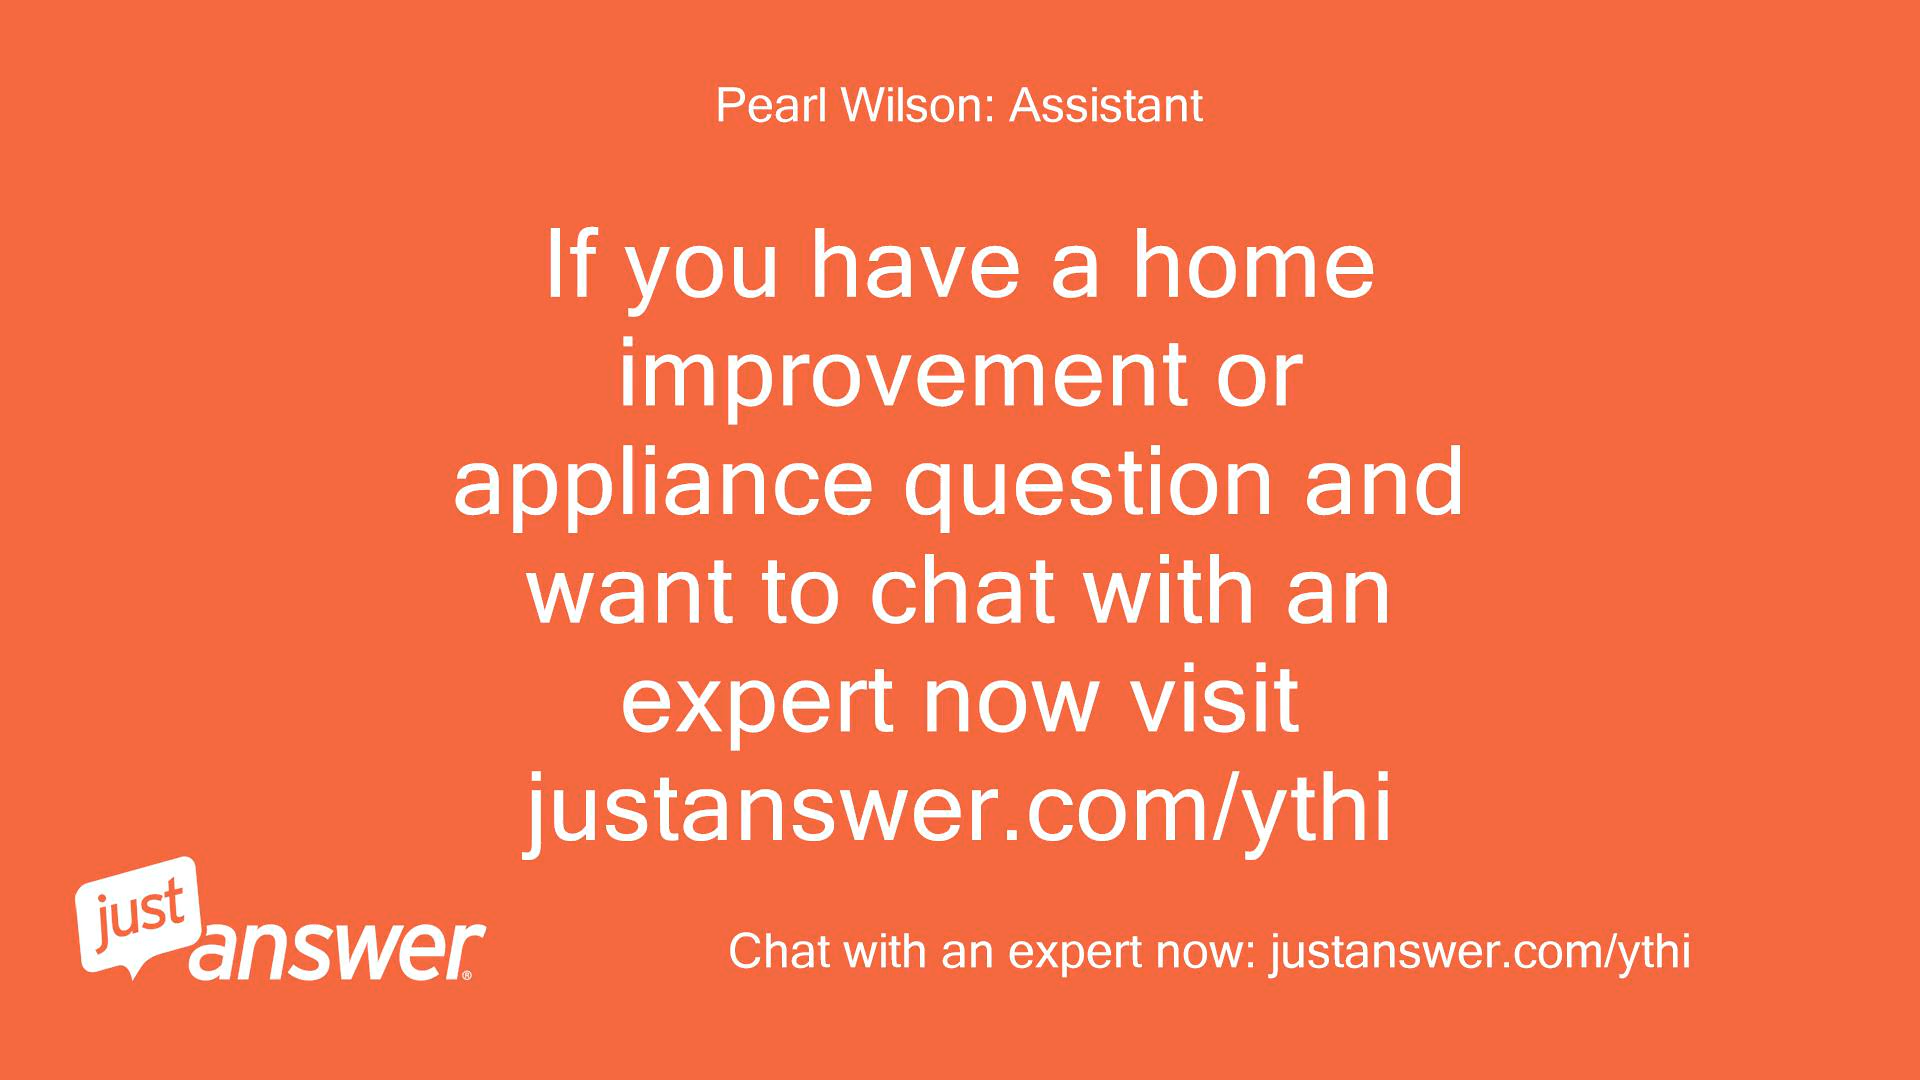 Pearl Wilson: Assistant
If you have a home
improvement or
appliance question and
want to chat with an
expert now visit
justanswer.com/ythi
just
answer®
Chat with an expert now: justanswer.com/ythi